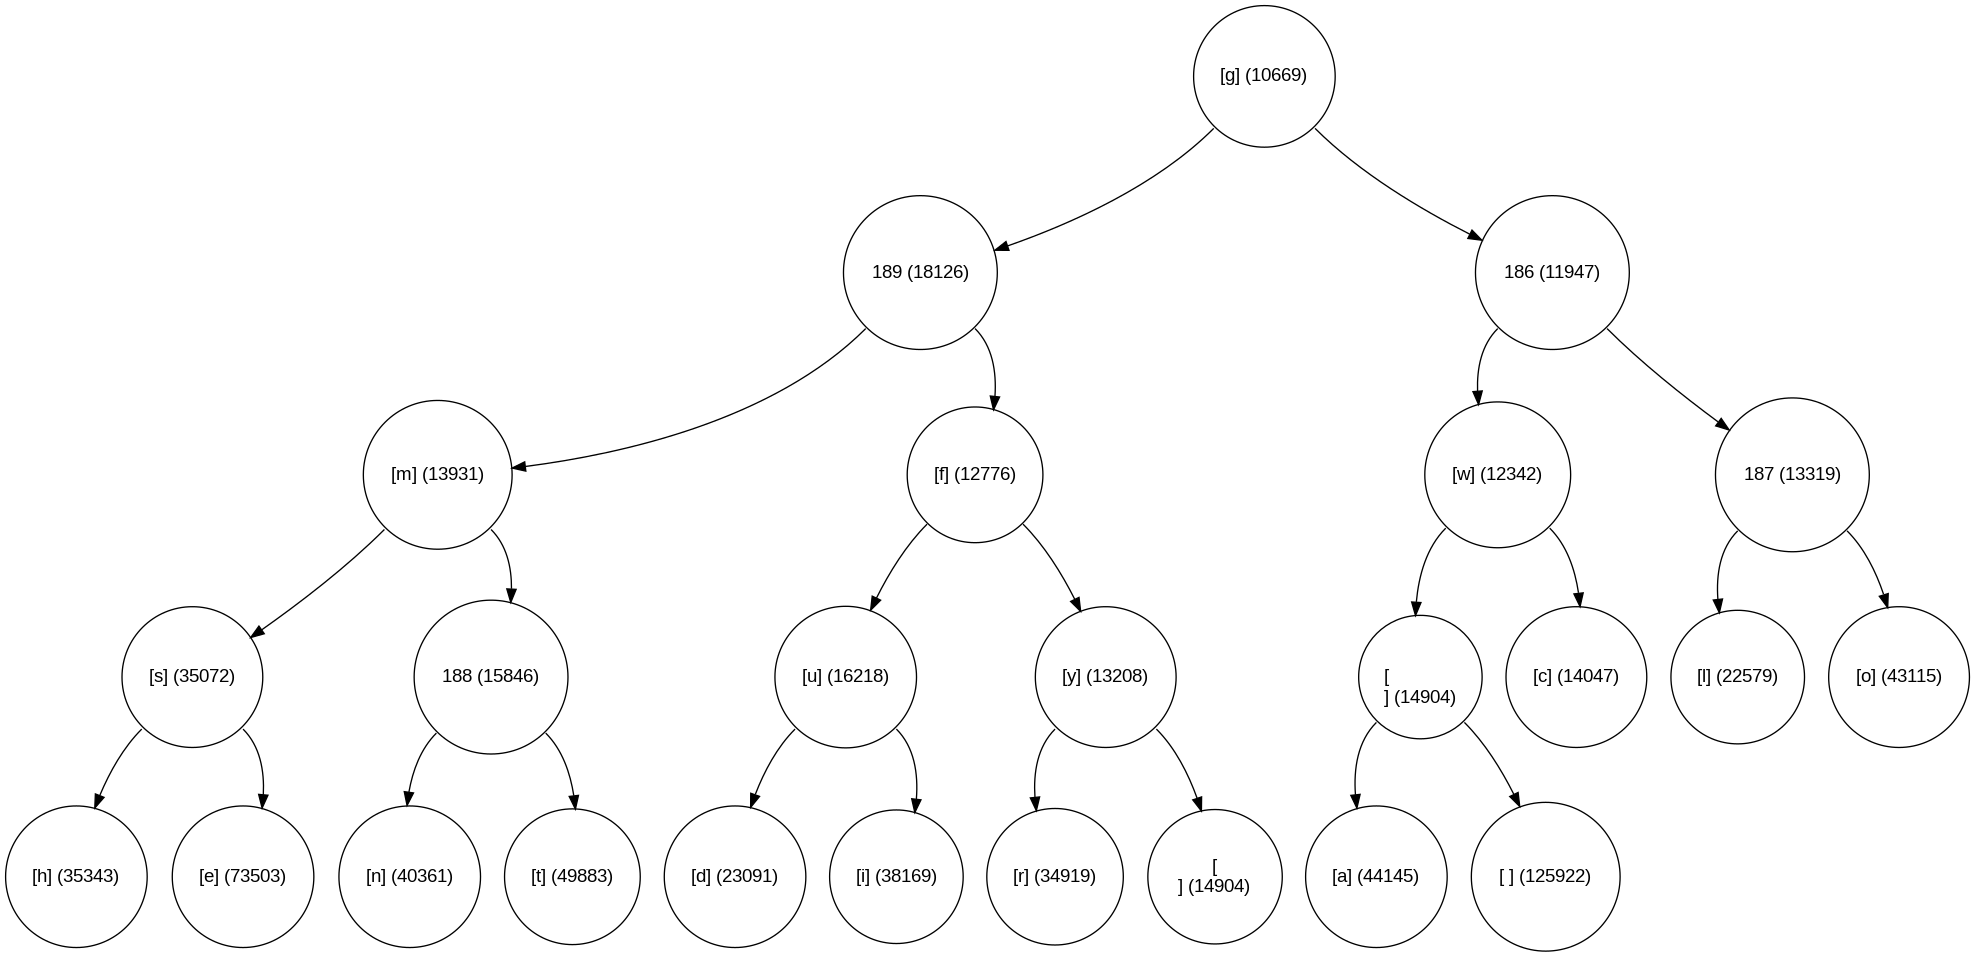 [g] (10669)
189 (18126)
186 (11947)
[m] (13931)
[f] (12776)
[w] (12342)
187 (13319)
[s] (35072)
188 (15846)
[u] (16218)
[y] (13208)
[
] (14904)
[c] (14047)
[l] (22579)
[o] (43115)
[h] (35343)
[e] (73503)
[n] (40361)
[t] (49883)
[d] (23091)
[i] (38169)
[r] (34919)
[
] (14904)
[a] (44145)
[ ] (125922)